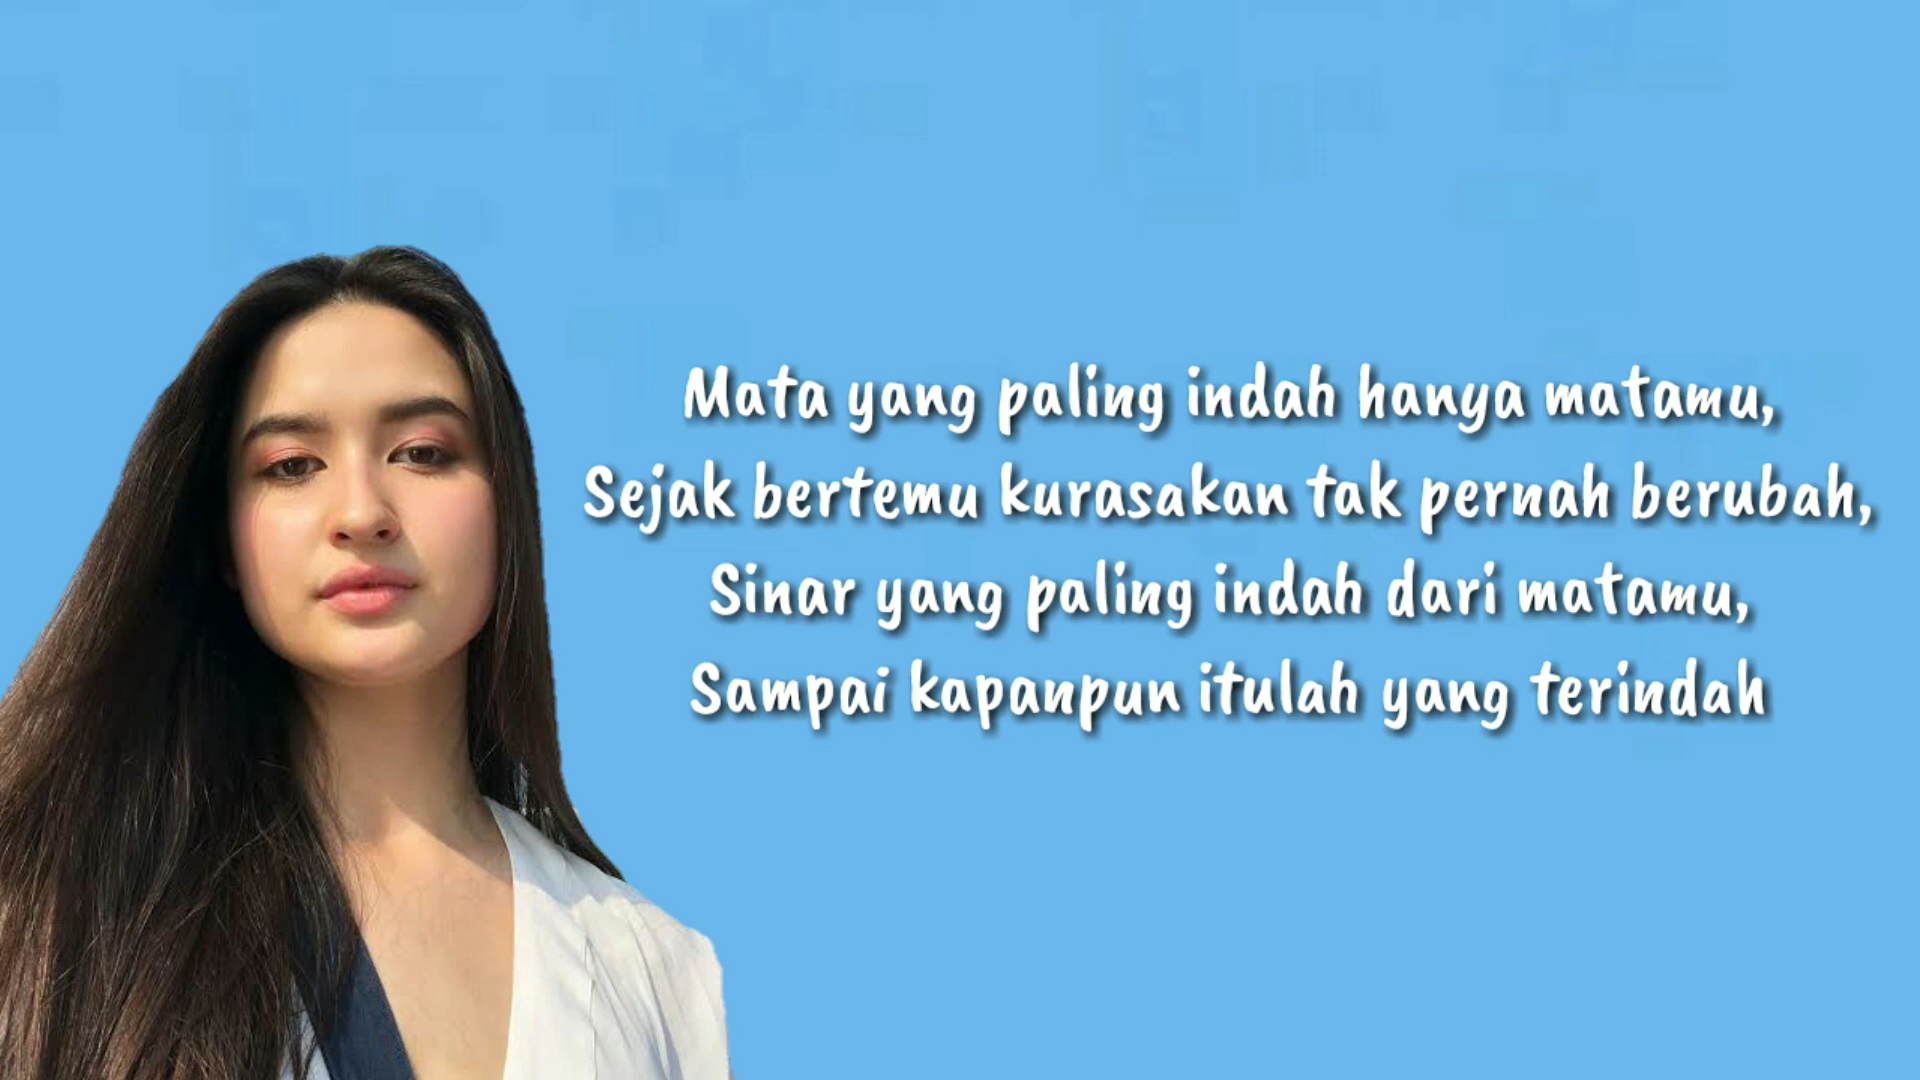 Mata yang paling indah hanya matamu,
Sejak bertemu kurasakan tak pernah berubah,
Sinar yang paling indah dari matamu,
Sampai kapanpun itulah yang terindah